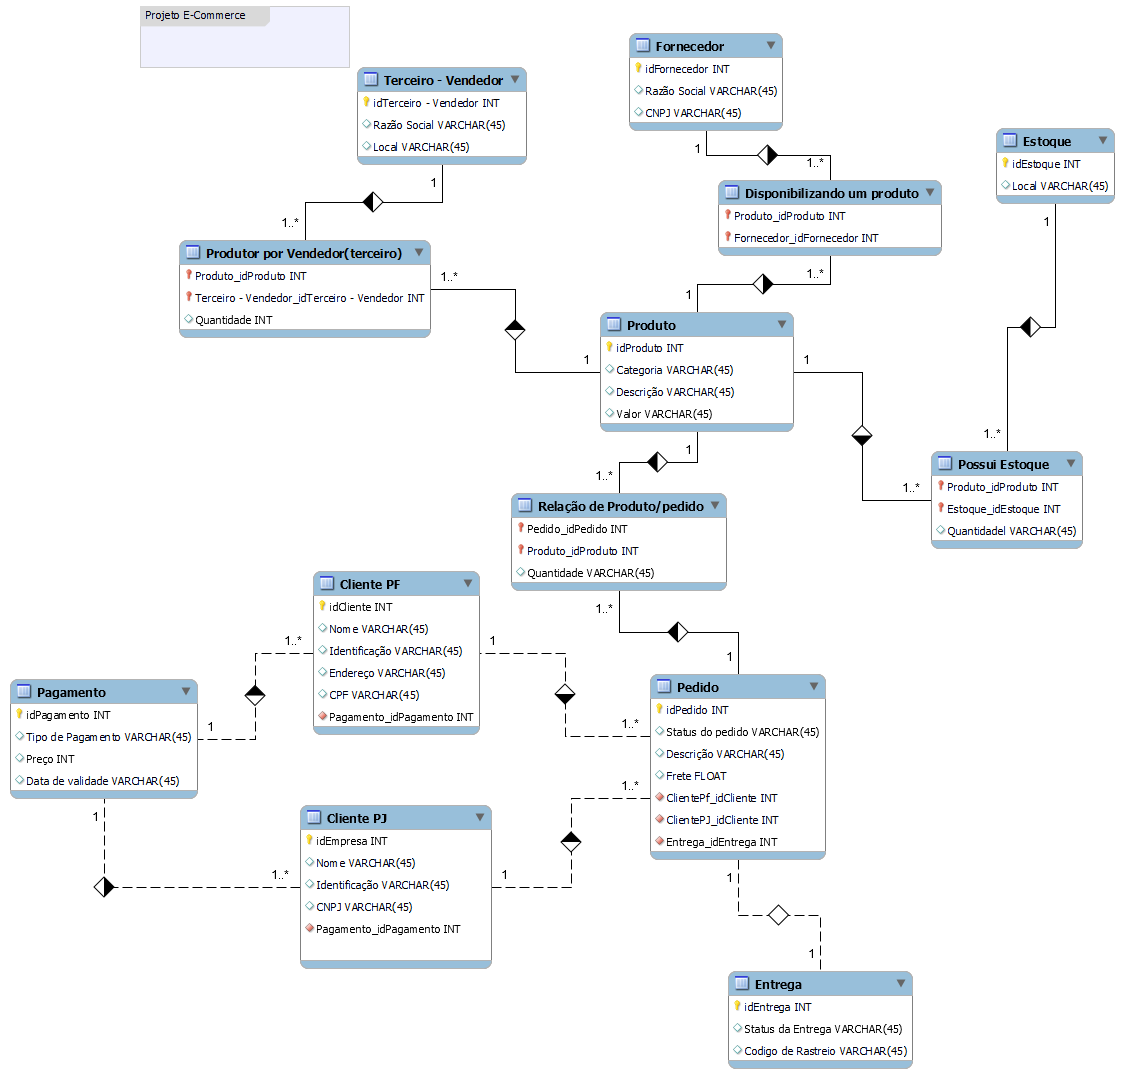 Projeto E-Commerce
Fornecedor
idFornecedor INT
Razão Social VARCHAR(45)
CNPJ VARCHAR(45)
1
1..*
Terceiro - Vendedor
idTerceiro - Vendedor INT
Razão Social VARCHAR(45)
Local VARCHAR(45)
1
1..*
Estoque
idEstoque INT
Local VARCHAR(45)
1
1..*
Disponibilizando um produto
Produto_idProduto INT
Fornecedor_idFornecedor INT
1..*
1
Produtor por Vendedor(terceiro)
Produto_idProduto INT
Terceiro - Vendedor_idTerceiro - Vendedor INT
Quantidade INT
1..*
1
Produto
idProduto INT
Categoria VARCHAR(45)
Descrição VARCHAR(45)
Valor VARCHAR(45)
1
1..*
1
1..*
Possui Estoque
Produto_idProduto INT
Estoque_idEstoque INT
Quantidadel VARCHAR(45)
Relação de Produto/pedido
Pedido_idPedido INT
Produto_idProduto INT
Quantidade VARCHAR(45)
1..*
1
Cliente PF
idCliente INT
Nome VARCHAR(45)
Identificação VARCHAR(45)
Endereço VARCHAR(45)
CPF VARCHAR(45)
Pagamento_idPagamento INT
1..*
1
1
1..*
Pagamento
idPagamento INT
Tipo de Pagamento VARCHAR(45)
Preço INT
Data de validade VARCHAR(45)
1
1..*
Pedido
idPedido INT
Status do pedido VARCHAR(45)
Descrição VARCHAR(45)
Frete FLOAT
ClientePf_idCliente INT
ClientePJ_idCliente INT
Entrega_idEntrega INT
1..*
1
Cliente PJ
idEmpresa INT
Nome VARCHAR(45)
Identificação VARCHAR(45)
CNPJ VARCHAR(45)
Pagamento_idPagamento INT
1
1
Entrega
idEntrega INT
Status da Entrega VARCHAR(45)
Codigo de Rastreio VARCHAR(45)